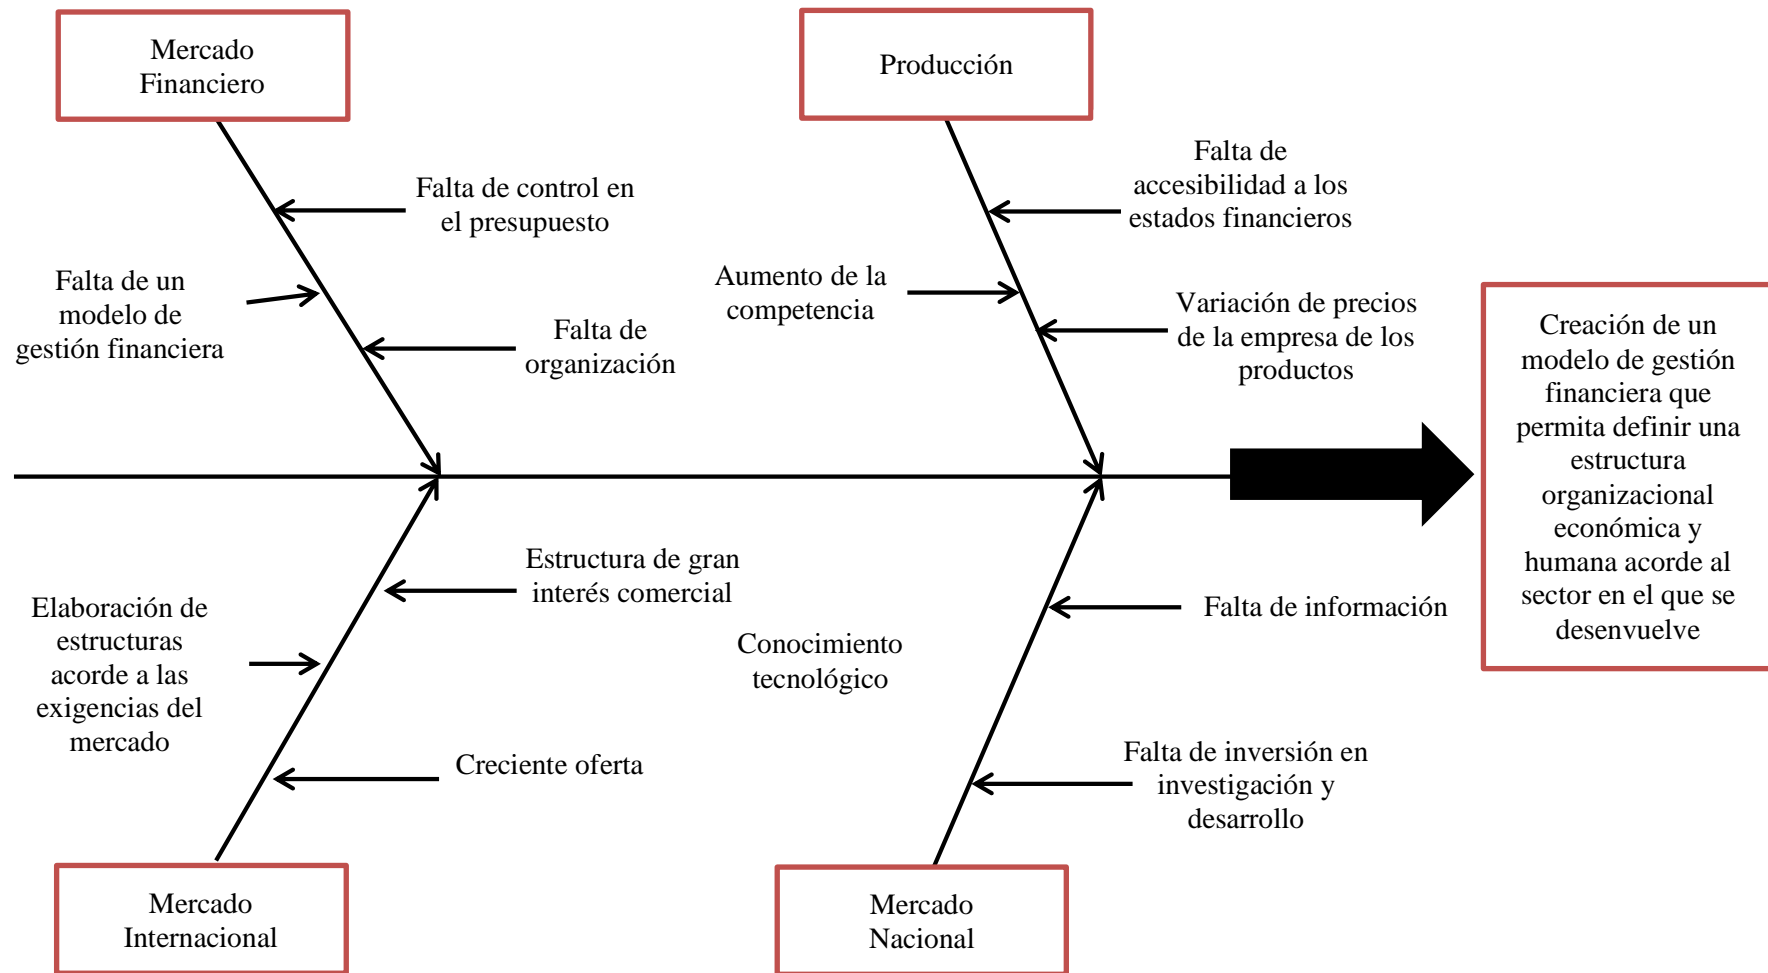 Mercado
Financiero
Producción
Falta de control en
el presupuesto
Falta de un
modelo de
gestión financiera
Falta de
organización
Falta de
accesibilidad a los
estados financieros
Aumento de la
competencia
Variación de precios
de la empresa de los
productos
Creación de un
modelo de gestión
financiera que
permita definir una
estructura
organizacional
económica y
humana acorde al
sector en el que se
desenvuelve
Estructura de gran
interés comercial
Elaboración de
estructuras
acorde a las
exigencias del
mercado
Creciente oferta
Conocimiento
tecnológico
Falta de información
Falta de inversión en
investigación y
desarrollo
Mercado
Internacional
Mercado
Nacional